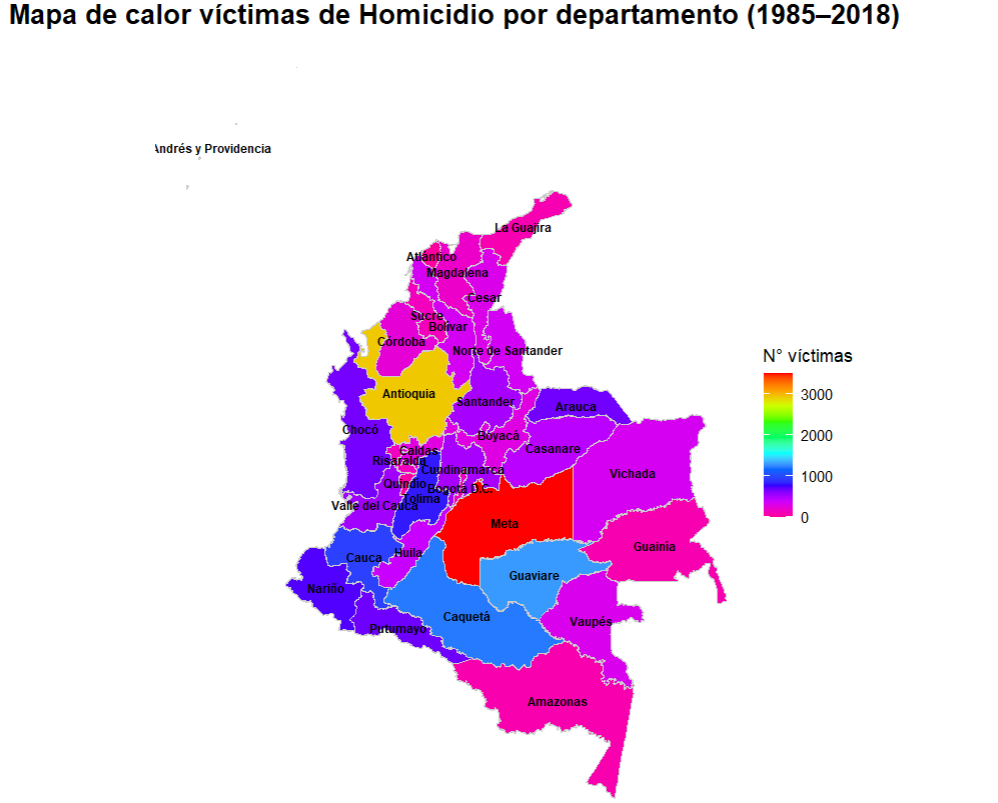 Mapa de calor víctimas de Homicidio por departamento (1985–2018)
Andrés y Providencia
La Guajira
Atlántico
Magdalena
Cesar
Sucre
Bolívar
Córdoba
Norte de Santander
Antioquia
Santander
Arauca
Chocó
Boyacá
Caldas
Casanare
Risaralda
Cundinamarca
Vichada
Quindío
Bogotá D.C.
Tolima
Valle del Cauca
Meta
Guainía
Cauca
Huila
Guaviare
Nariño
Caquetá
Vaupés
Putumayo
Amazonas
N° víctimas
3000
2000
1000
0